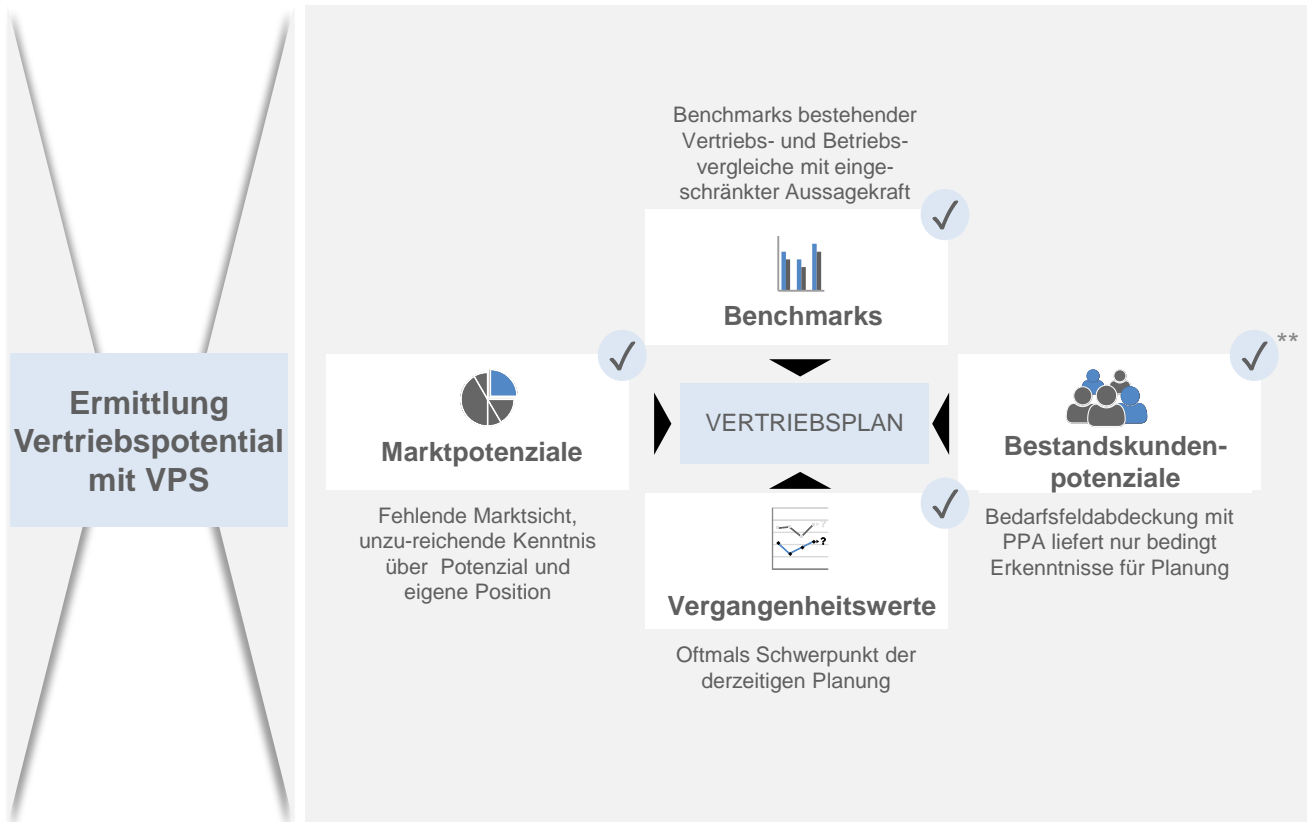 Ermittlung
Vertriebspotential
mit VPS
Benchmarks bestehender
Vertriebs- und Betriebs-
vergleiche mit einge-
schränkter Aussagekraft
Benchmarks
Marktpotenziale
Fehlende Marktsicht,
unzu-reichende Kenntnis
über  Potenzial und
eigene Position
VERTRIEBSPLAN
**
Bestandskunden-
potenziale
Bedarfsfeldabdeckung mit
PPA liefert nur bedingt
Erkenntnisse für Planung
?
?
Vergangenheitswerte
Oftmals Schwerpunkt der
derzeitigen Planung